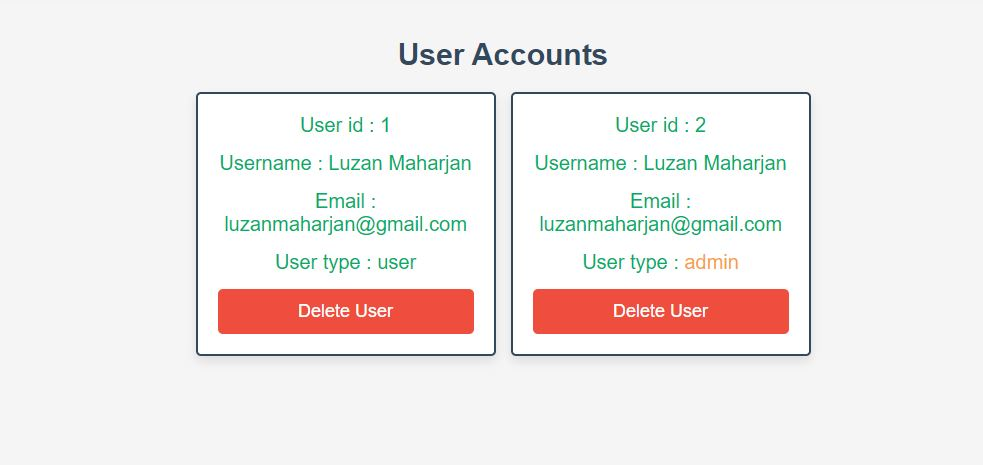 User Accounts
User id : 1
Username : Luzan Maharjan
Email :
luzanmaharjan@gmail.com
User type : user
Delete User
User id : 2
Username : Luzan Maharjan
Email :
luzanmaharjan@gmail.com
User type : admin
Delete User